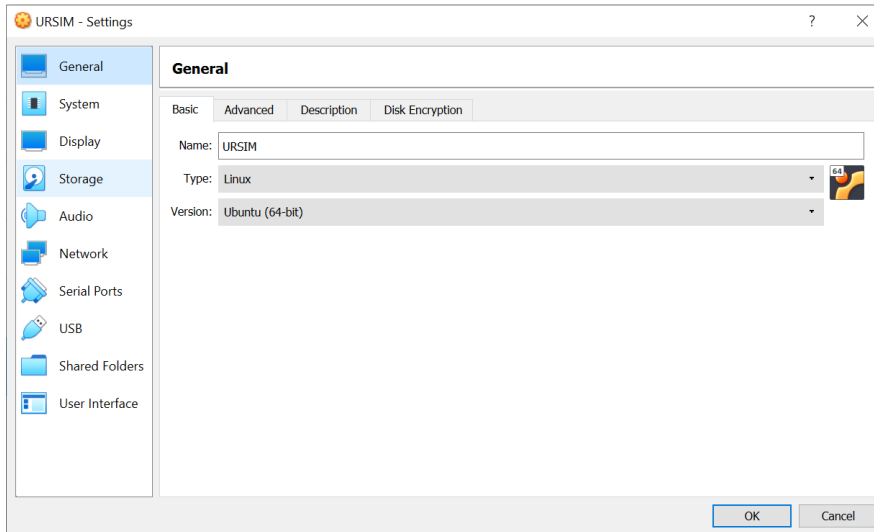 URSIM - Settings
?
General
System
Display
Storage
Audio
Network
Serial Ports
USB
Shared Folders
User Interface
General
Basic Advanced Description Disk Encryption
Name: URSIM
Type: Linux
64
Version: Ubuntu (64-bit)
OK Cancel